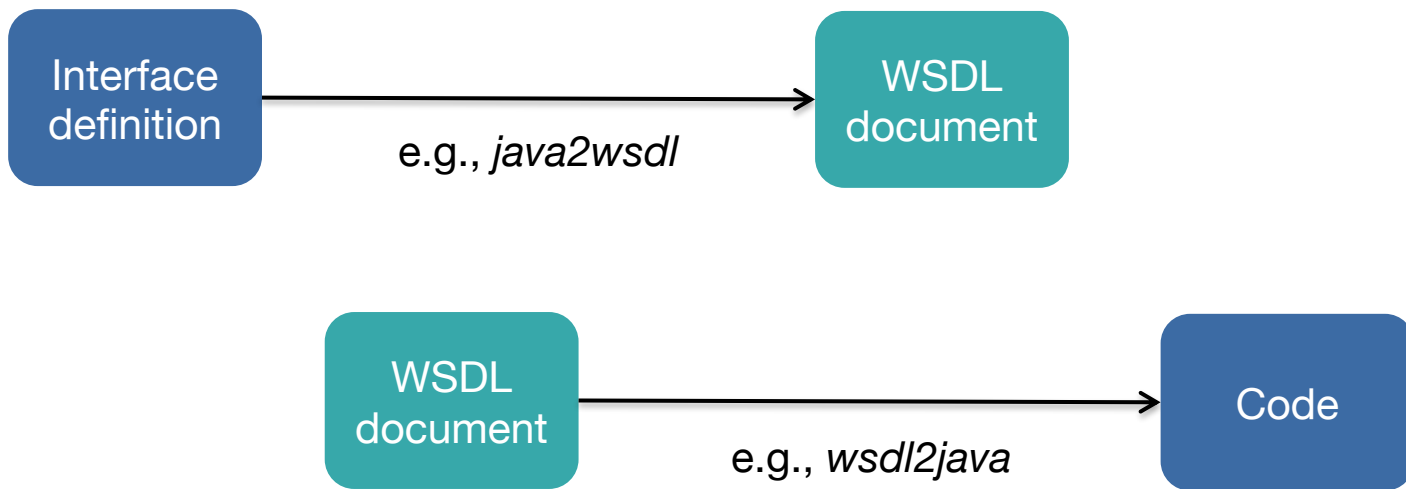 Interface
definition
e.g., java2wsdl
WSDL
document
WSDL
document
e.g., wsdl2java
Code